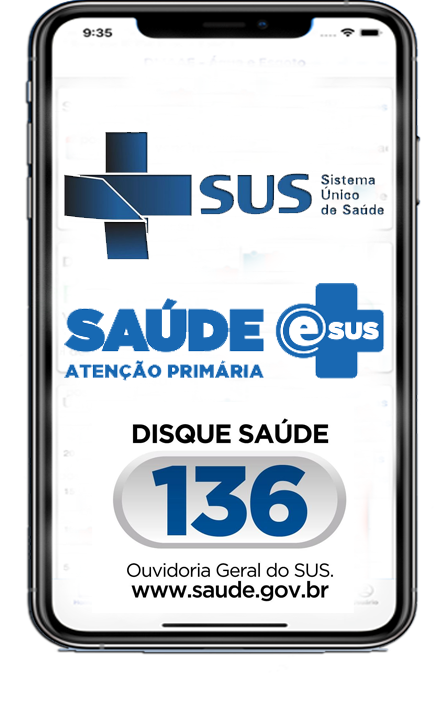 9:35
SUS
Sistema
Único
de Saúde
SAÚDE
ATENÇÃO PRIMÁRIA
e SUS
DISQUE SAÚDE
136
Ouvidoria Geral do SUS.
www.saude.gov.br